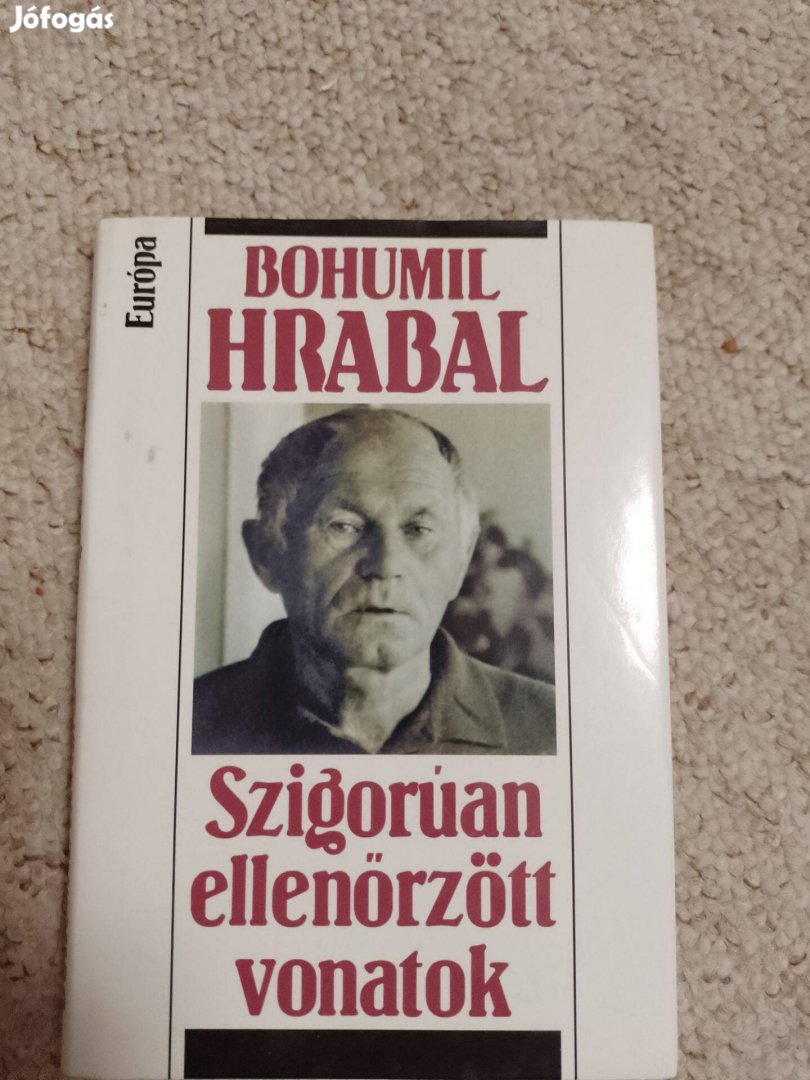 Jófogás
Európa
BOHUMIL
HRABAL
Szigorúan
ellenőrzött
vonatok